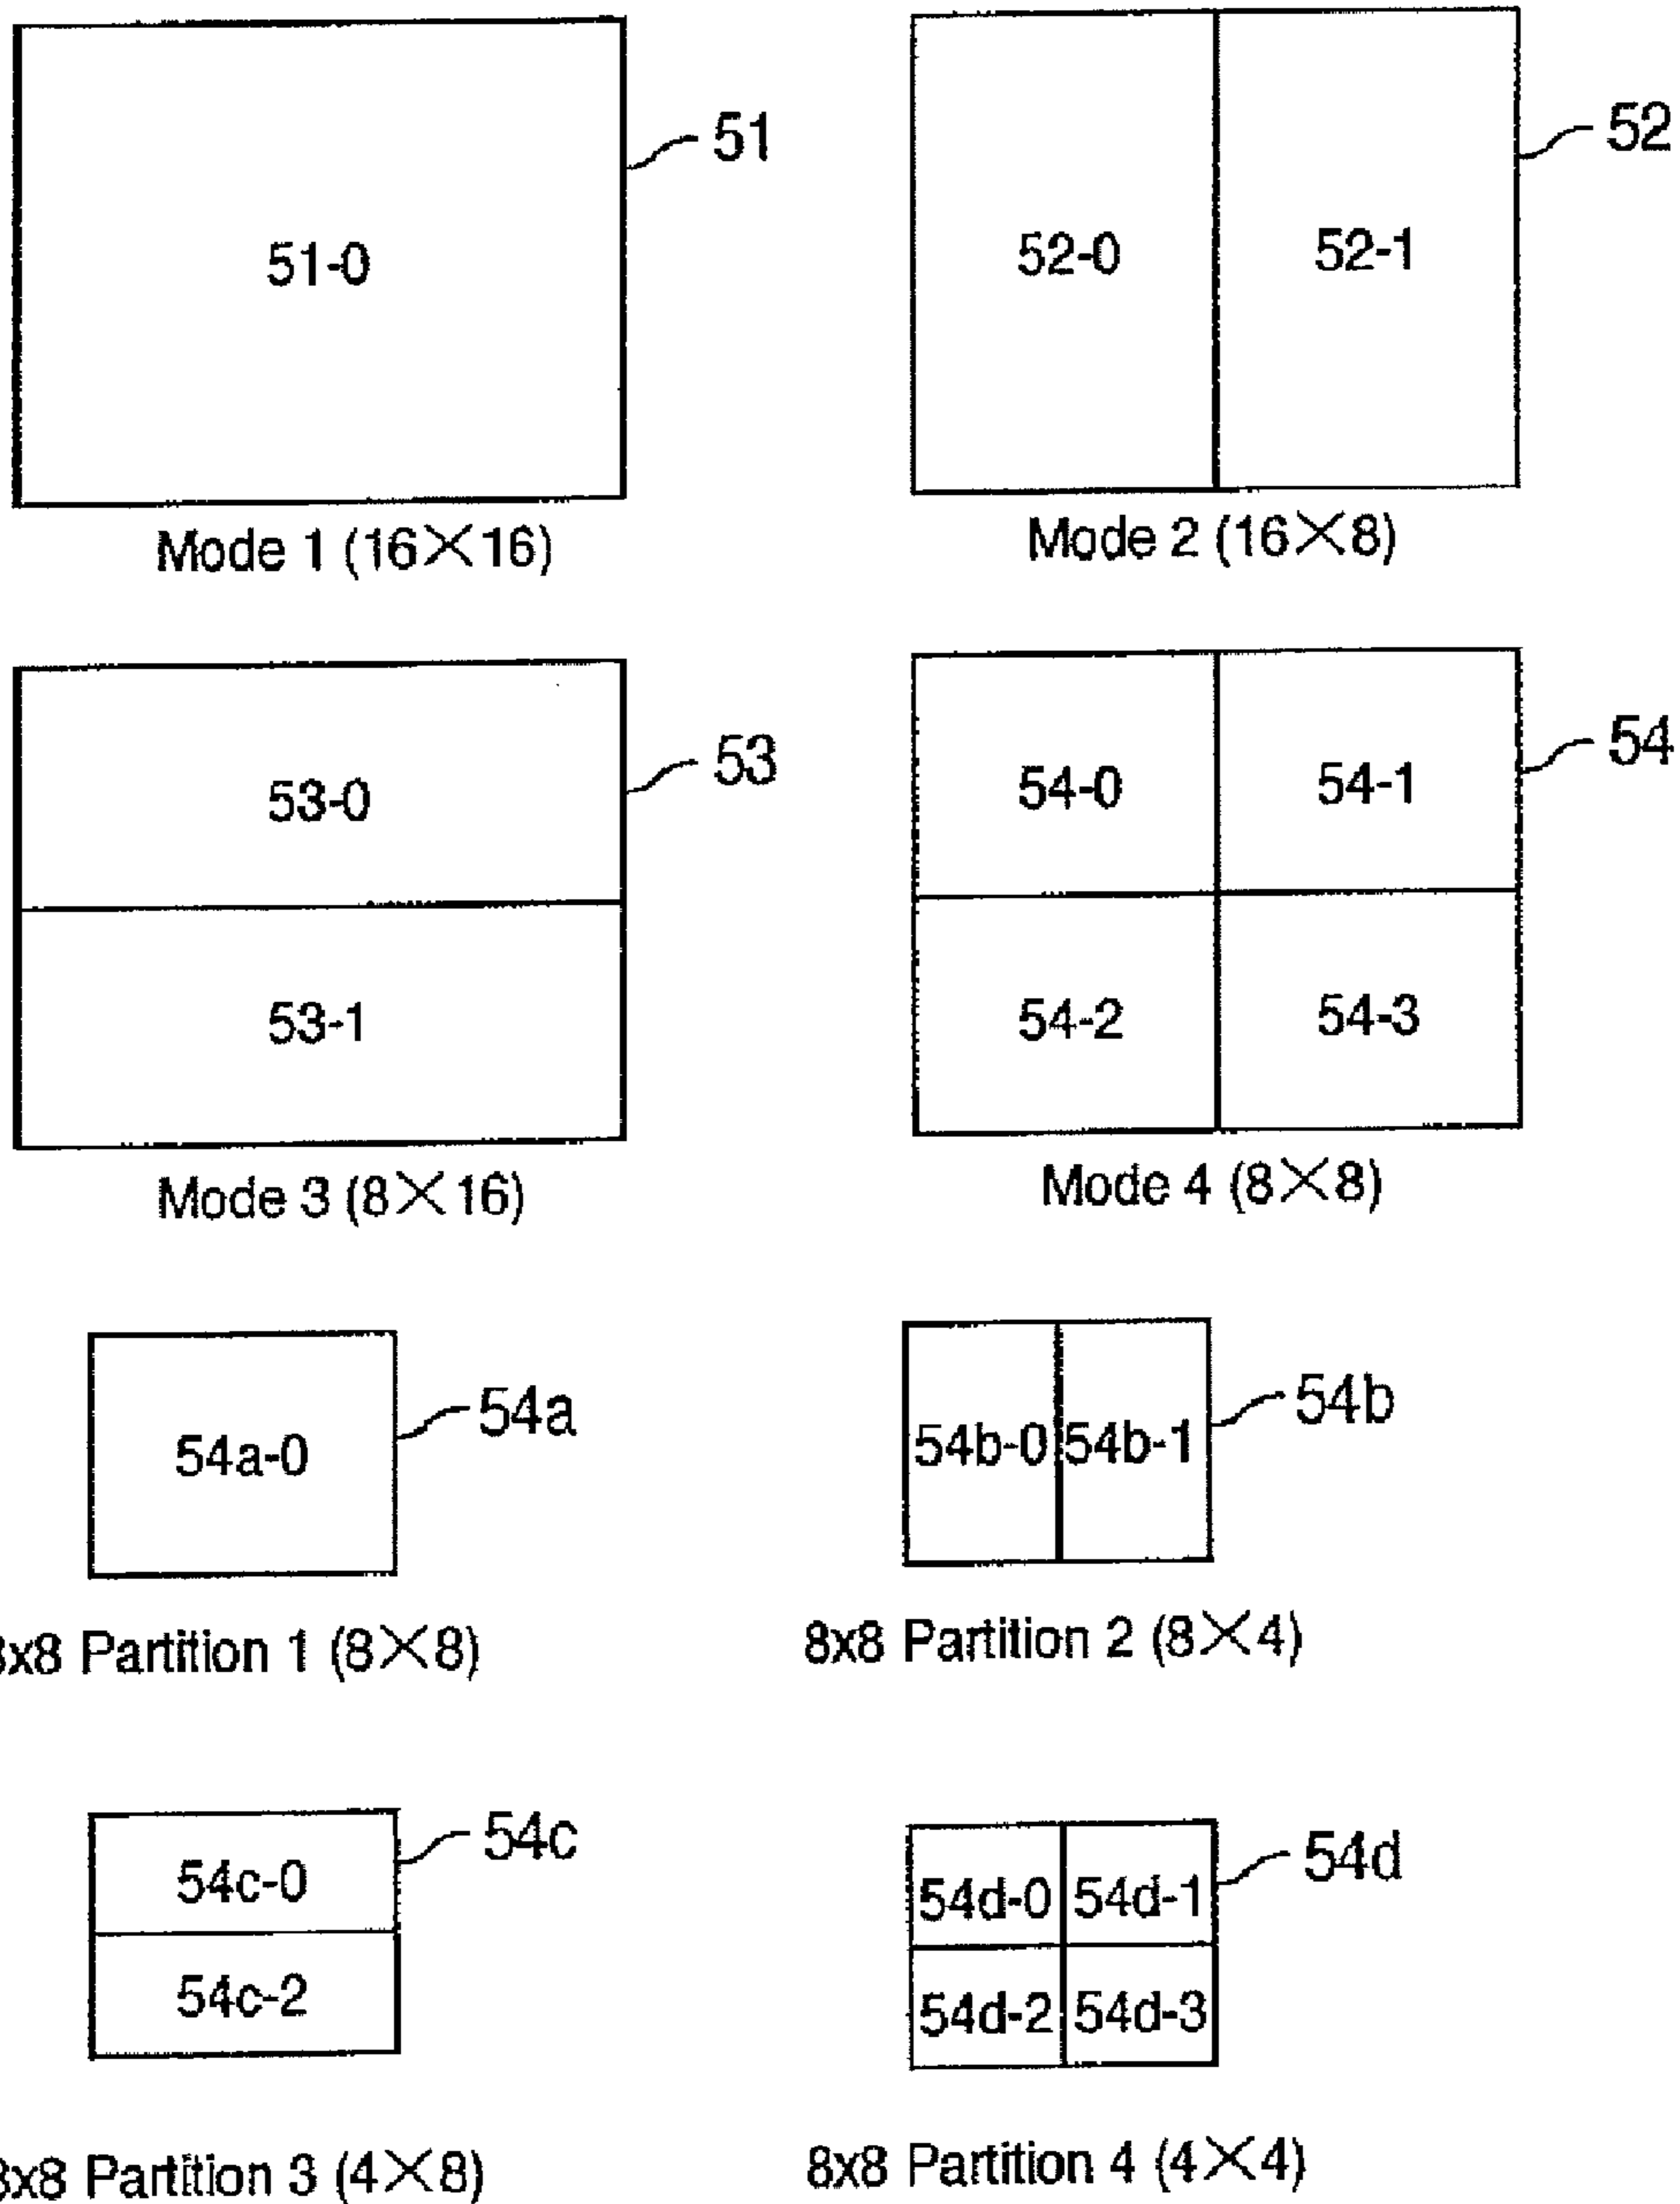 51
51-0
Mode 1 (16×16)
52
52-0 52-1
Mode 2 (16×8)
53
53-0
53-1
Mode 3 (8×16)
54
54-0 54-1
54-2 54-3
Mode 4 (8×8)
54a
54a-0
8x8 Partition 1 (8×8)
54b
54b-0 54b-1
8x8 Partition 2 (8×4)
54c
54c-0
54c-2
8x8 Partition 3 (4×8)
54d
54d-0 54d-1
54d-2 54d-3
8x8 Partition 4 (4×4)